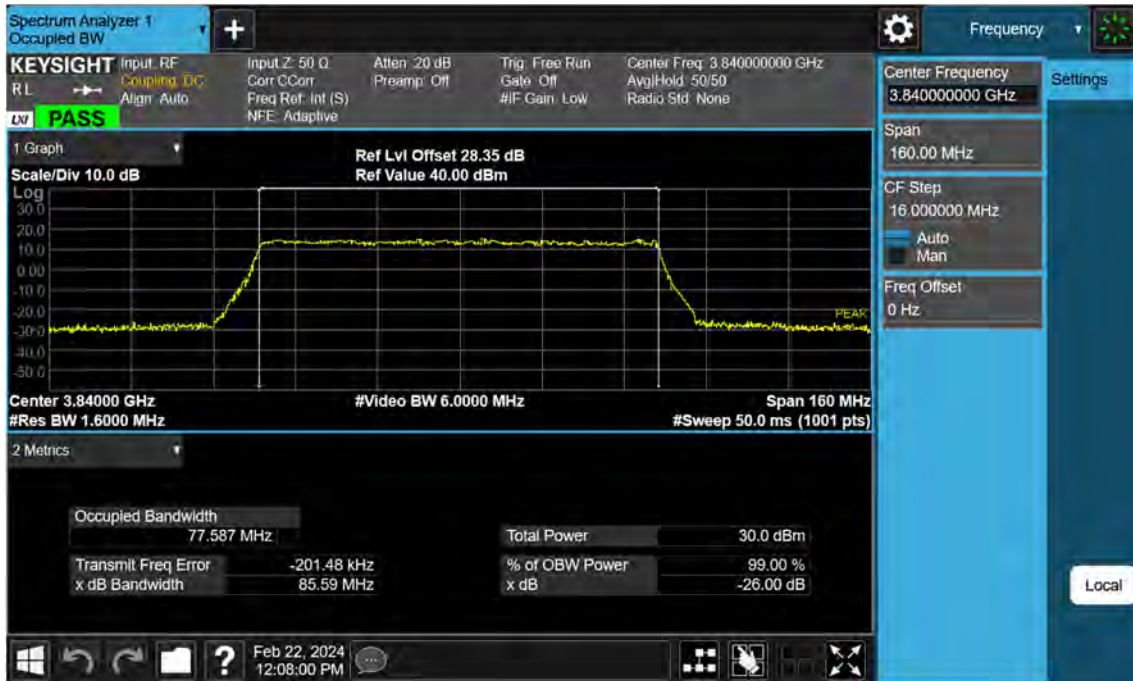 Spectrum Analyzer 1
Occupied BW
+
Frequency
KEYSIGHT
RL
LXI PASS
Input: RF
Coupling: DC
Align: Auto
Input Z: 50 Ω
Corr CCorr
Freq Ref: Int (S)
NFE: Adaptive
Atten: 20 dB
Preamp: Off
Trig: Free Run
Gate: Off
#IF Gain: Low
Center Freq: 3.840000000 GHz
Avg|Hold: 50/50
Radio Std: None
Center Frequency
3.840000000 GHz
Settings
Span
160.00 MHz
CF Step
16.000000 MHz
Auto
Man
Freq Offset
0 Hz
1 Graph
Scale/Div 10.0 dB
Ref Lvl Offset 28.35 dB
Ref Value 40.00 dBm
Log
30.0
20.0
10.0
0.00
-10.0
-20.0
-30.0
-40.0
-50.0
PEAK
Center 3.84000 GHz
#Video BW 6.0000 MHz
Span 160 MHz
#Res BW 1.6000 MHz
#Sweep 50.0 ms (1001 pts)
2 Metrics
Occupied Bandwidth
77.587 MHz
Total Power 30.0 dBm
Transmit Freq Error -201.48 kHz
% of OBW Power 99.00 %
x dB Bandwidth 85.59 MHz
x dB -26.00 dB
Local
?
Feb 22, 2024
12:08:00 PM